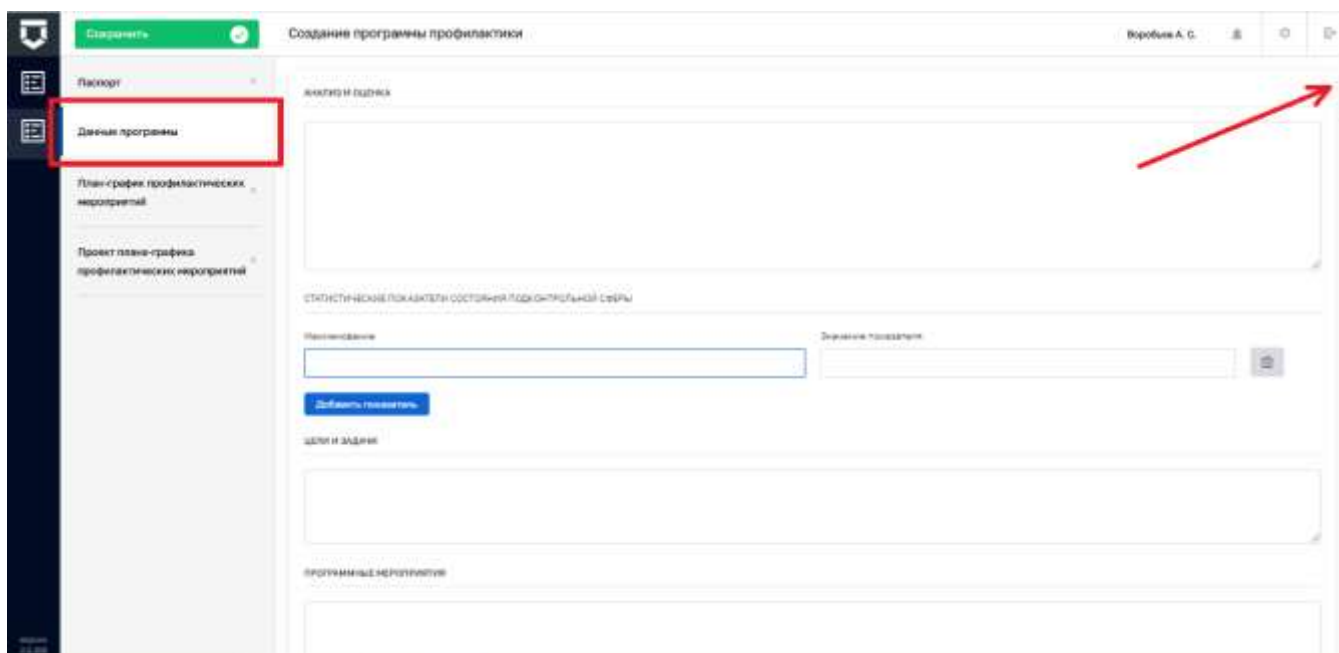 Сохранить
Создание программы профилактики
Воробьев А. С.
Паспорт
Данные программы
План-график профилактических
мероприятий
Проект плана-графика
профилактических мероприятий
АНАЛИЗ И ОЦЕНКА
СТАТИСТИЧЕСКИЕ ПОКАЗАТЕЛИ СОСТОЯНИЯ ПОДКОНТРОЛЬНОЙ СФЕРЫ
Наименование
Значение показателя
Добавить показатель
ЦЕЛИ И ЗАДАЧИ
ПРОГРАММНЫЕ МЕРОПРИЯТИЯ